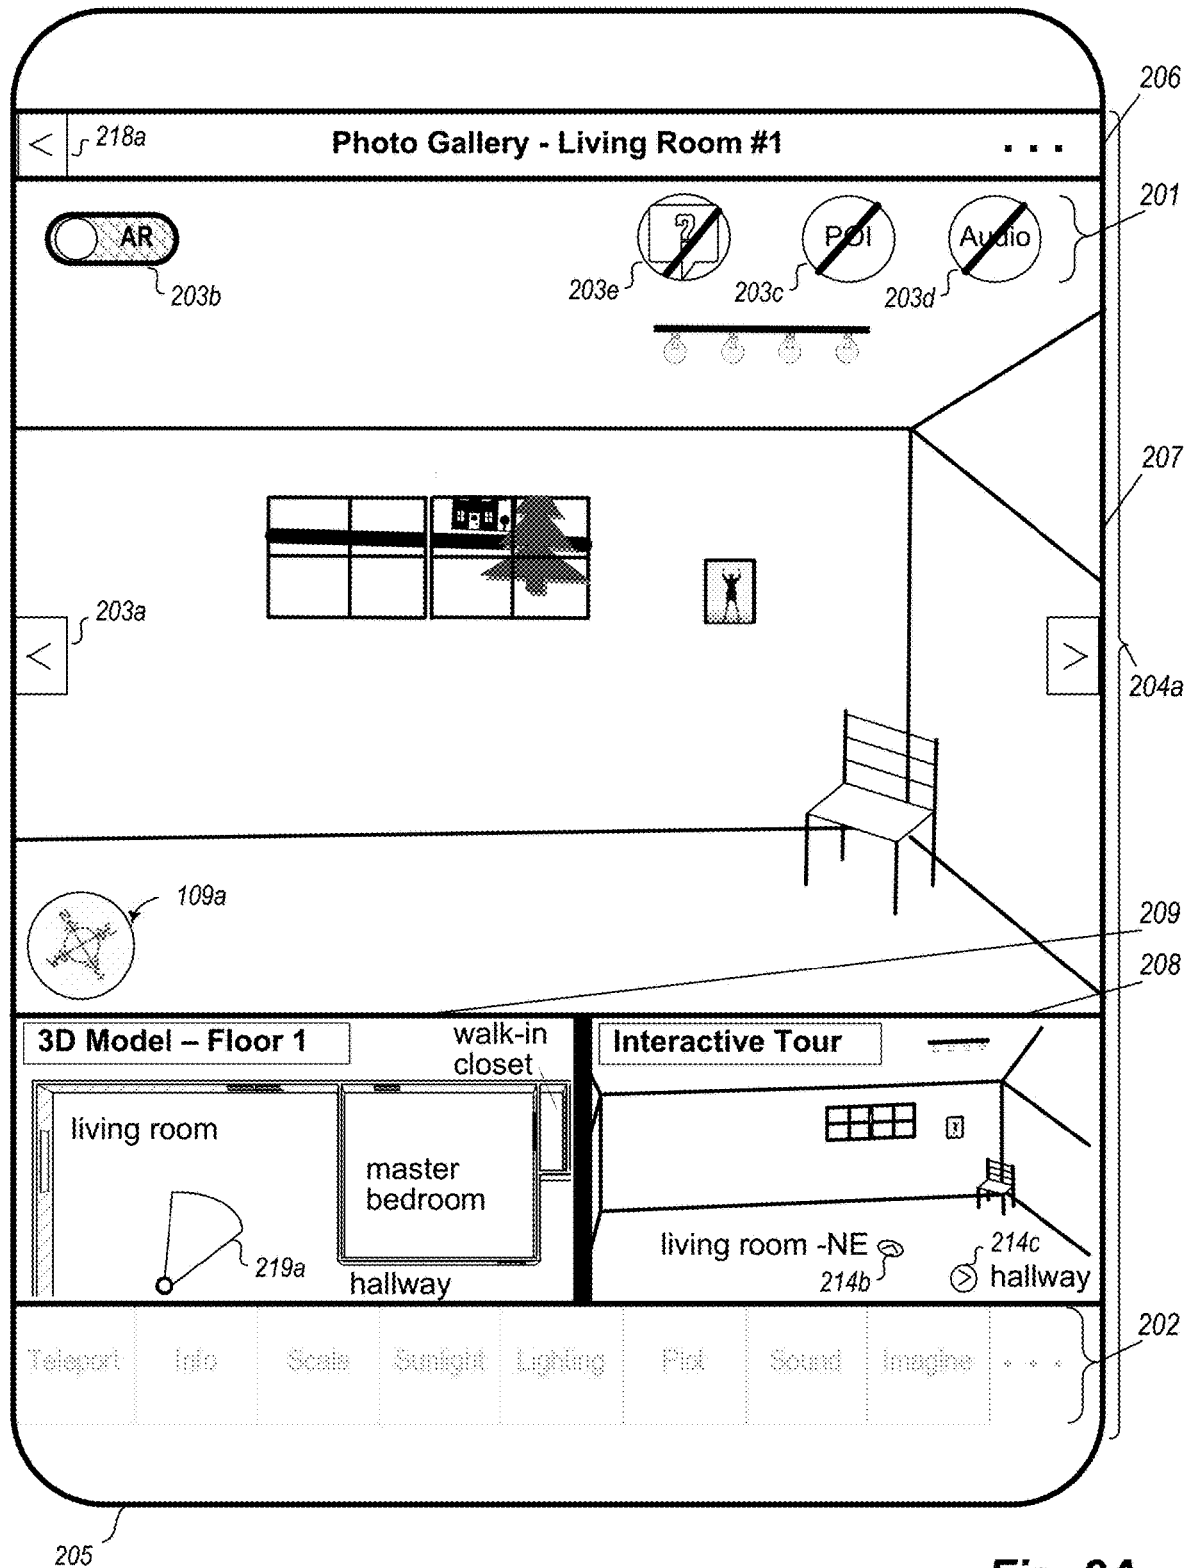 206
< 218a Photo Gallery - Living Room #1 . . .
201
AR ? POI Audio
203b 203e 203c 203d
207
203a
< >
204a
109a
209
208
3D Model – Floor 1
walk-in
closet
living room
master
bedroom
219a
hallway
Interactive Tour
living room -NE
214b
214c
> hallway
202
Teleport Info Scale Sunlight Lighting Plot Sound Imagine . . .
205